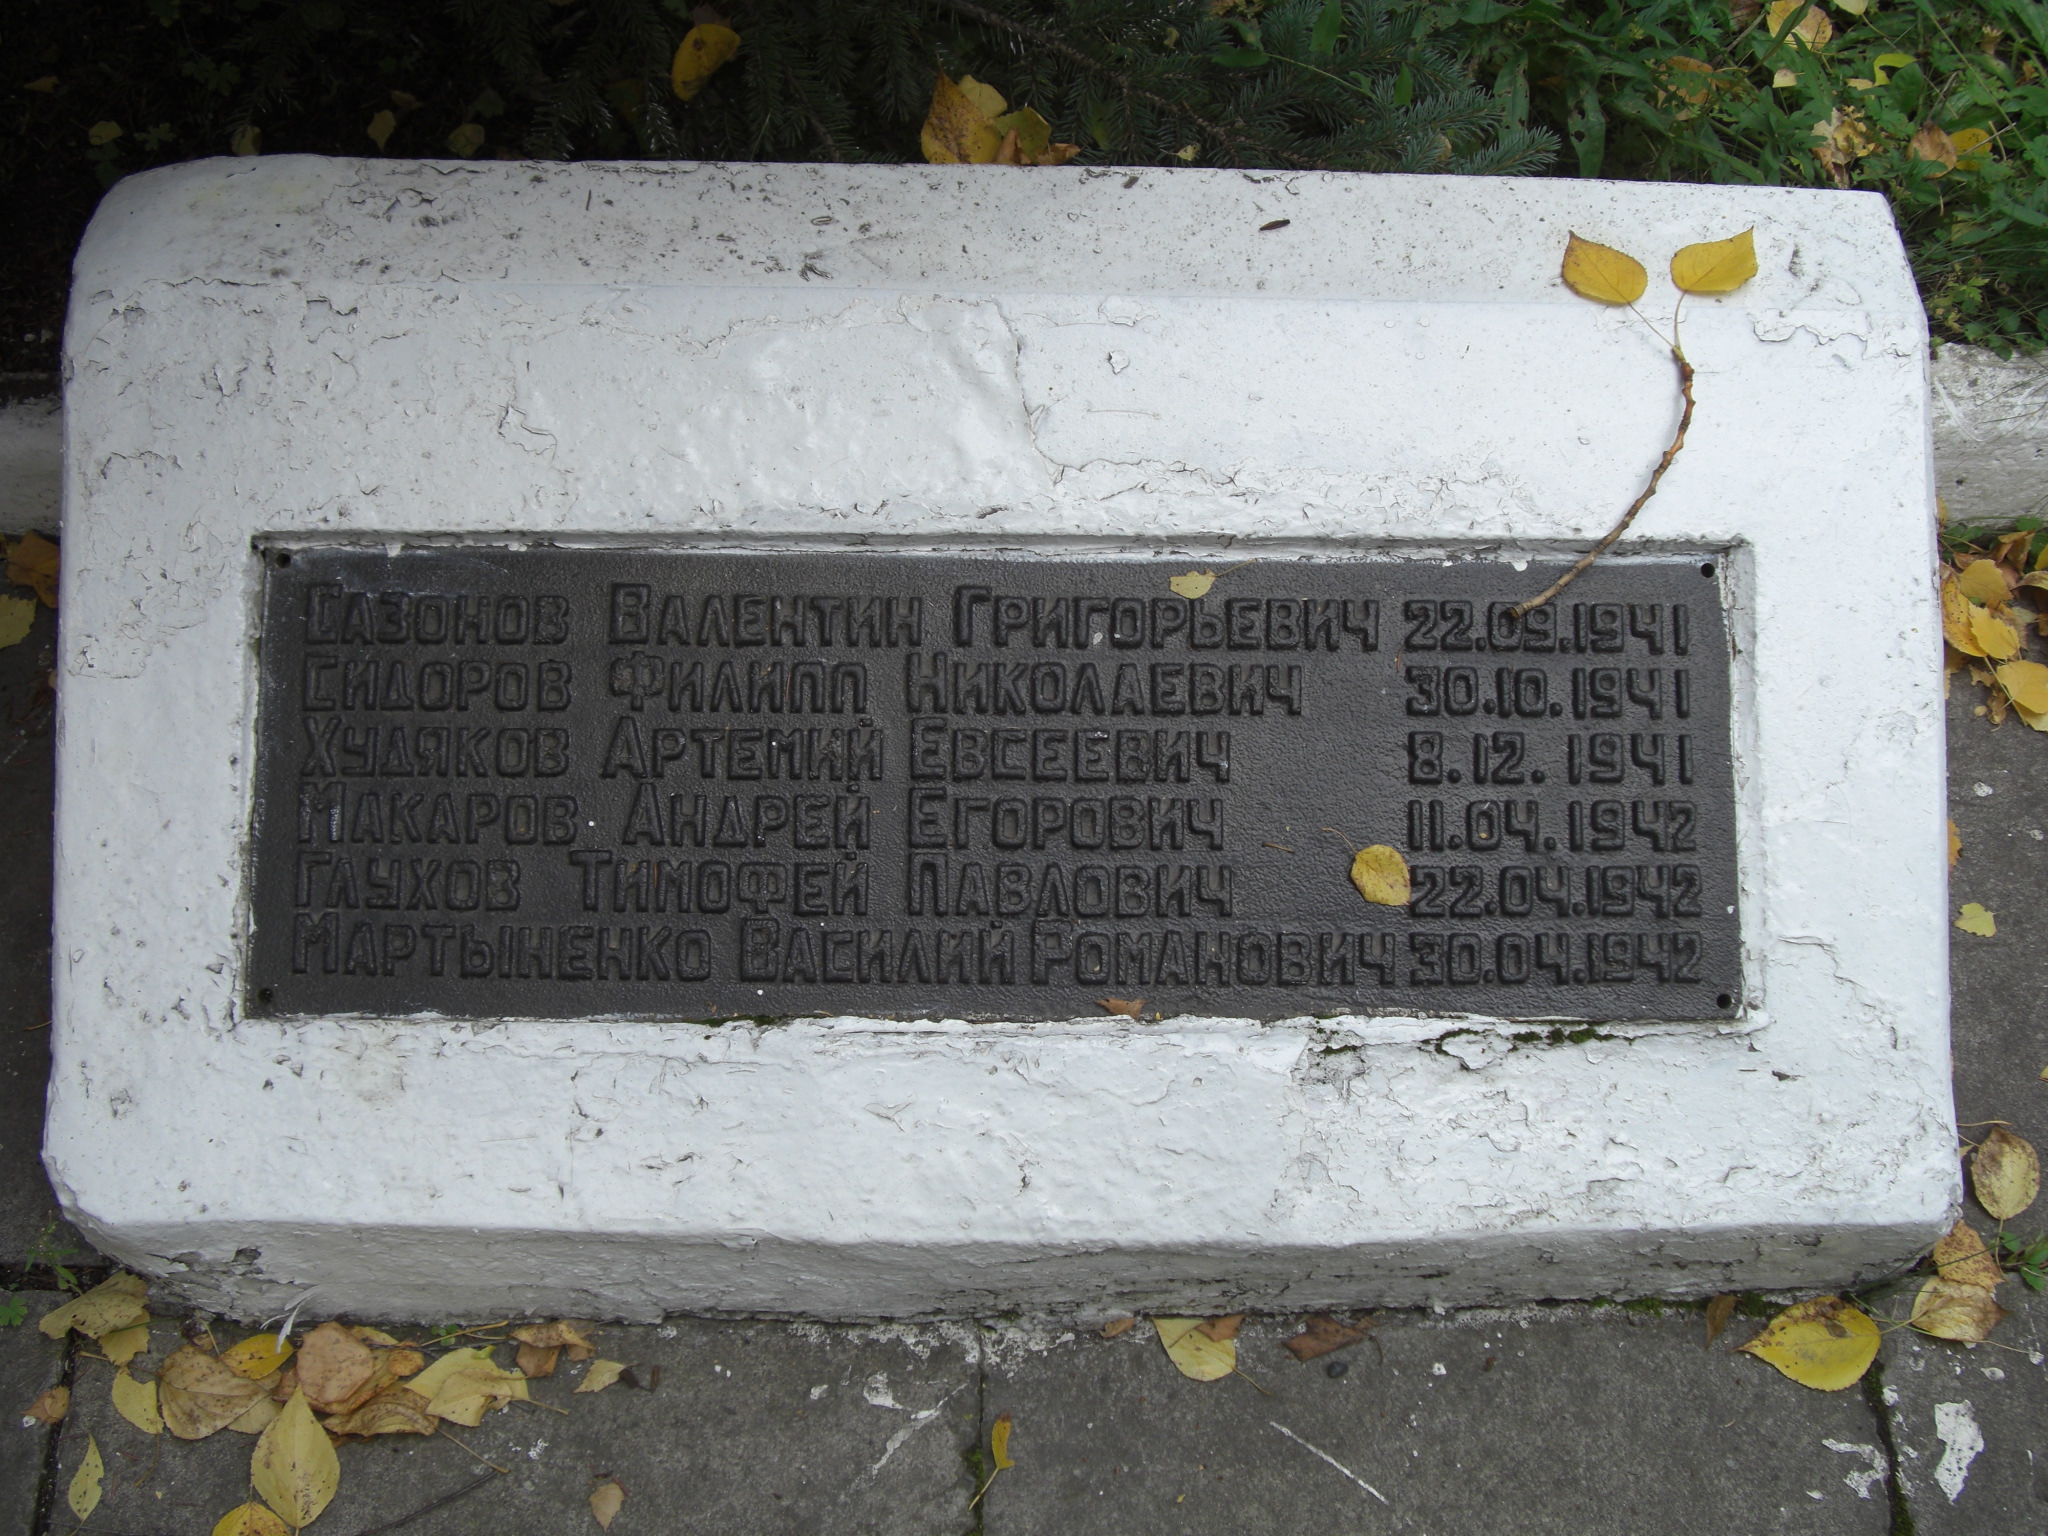 Сазонов Валентин Григорьевич 22.09.1941
Сидоров Филипп Николаевич 30.10.1941
Худяков Артемий Евсеевич 8.12.1941
Макаров Андрей Егорович 11.04.1942
Глухов Тимофей Павлович 22.04.1942
Мартыненко Василий Романович 30.04.1942